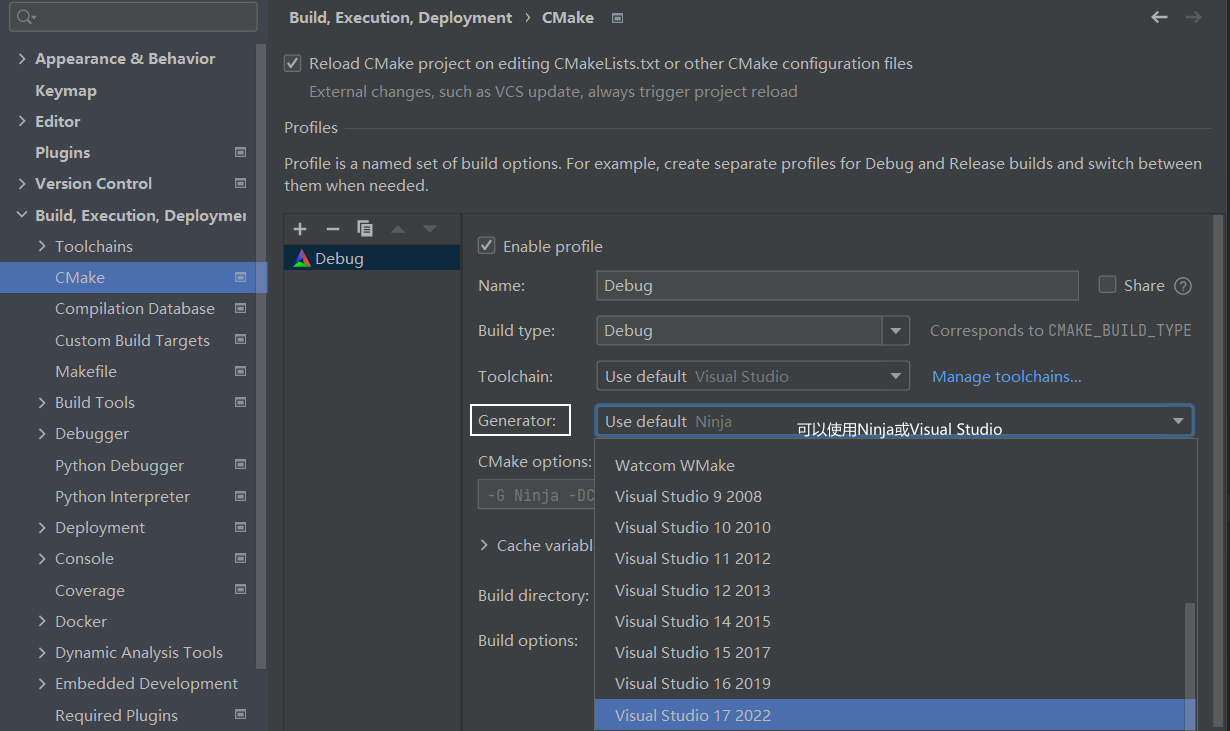 Build, Execution, Deployment › CMake
Appearance & Behavior
Keymap
Editor
Plugins
Version Control
Build, Execution, Deploymen
Toolchains
CMake
Compilation Database
Custom Build Targets
Makefile
Build Tools
Debugger
Python Debugger
Python Interpreter
Deployment
Console
Coverage
Docker
Dynamic Analysis Tools
Embedded Development
Required Plugins
Reload CMake project on editing CMakeLists.txt or other CMake configuration files
External changes, such as VCS update, always trigger project reload
Profiles
Profile is a named set of build options. For example, create separate profiles for Debug and Release builds and switch between
them when needed.
Debug
Enable profile
Name: Debug Share ?
Build type: Debug Corresponds to CMAKE_BUILD_TYPE
Toolchain: Use default Visual Studio Manage toolchains...
Generator: Use default Ninja 可以使用Ninja或Visual Studio
CMake options:
-G Ninja -DC
Cache variabl
Build directory:
Build options:
Watcom WMake
Visual Studio 9 2008
Visual Studio 10 2010
Visual Studio 11 2012
Visual Studio 12 2013
Visual Studio 14 2015
Visual Studio 15 2017
Visual Studio 16 2019
Visual Studio 17 2022